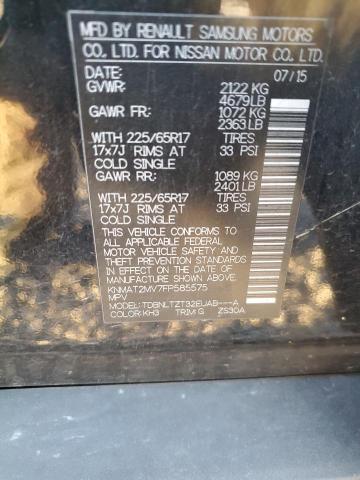 MFD BY RENAULT SAMSUNG MOTORS
CO. LTD. FOR NISSAN MOTOR CO., LTD.
DATE: 07/15
GVWR: 2122 KG
4679LB
GAWR FR: 1072 KG
2363LB
WITH 225/65R17 TIRES
17x7J RIMS AT 33 PSI
COLD SINGLE
GAWR RR: 1089 KG
2401LB
WITH 225/65R17 TIRES
17x7J RIMS AT 33 PSI
COLD SINGLE
THIS VEHICLE CONFORMS TO ALL
APPLICABLE U.S. FEDERAL
MOTOR VEHICLE SAFETY AND
THEFT PREVENTION STANDARDS
IN EFFECT ON THE DATE OF
MANUFACTURE SHOWN ABOVE.
KNMAT2MV7FP585575
MPV
MODEL:TDBNLTZT32EUAB---A
COLOR:KH3 TRIM:G ZS30A